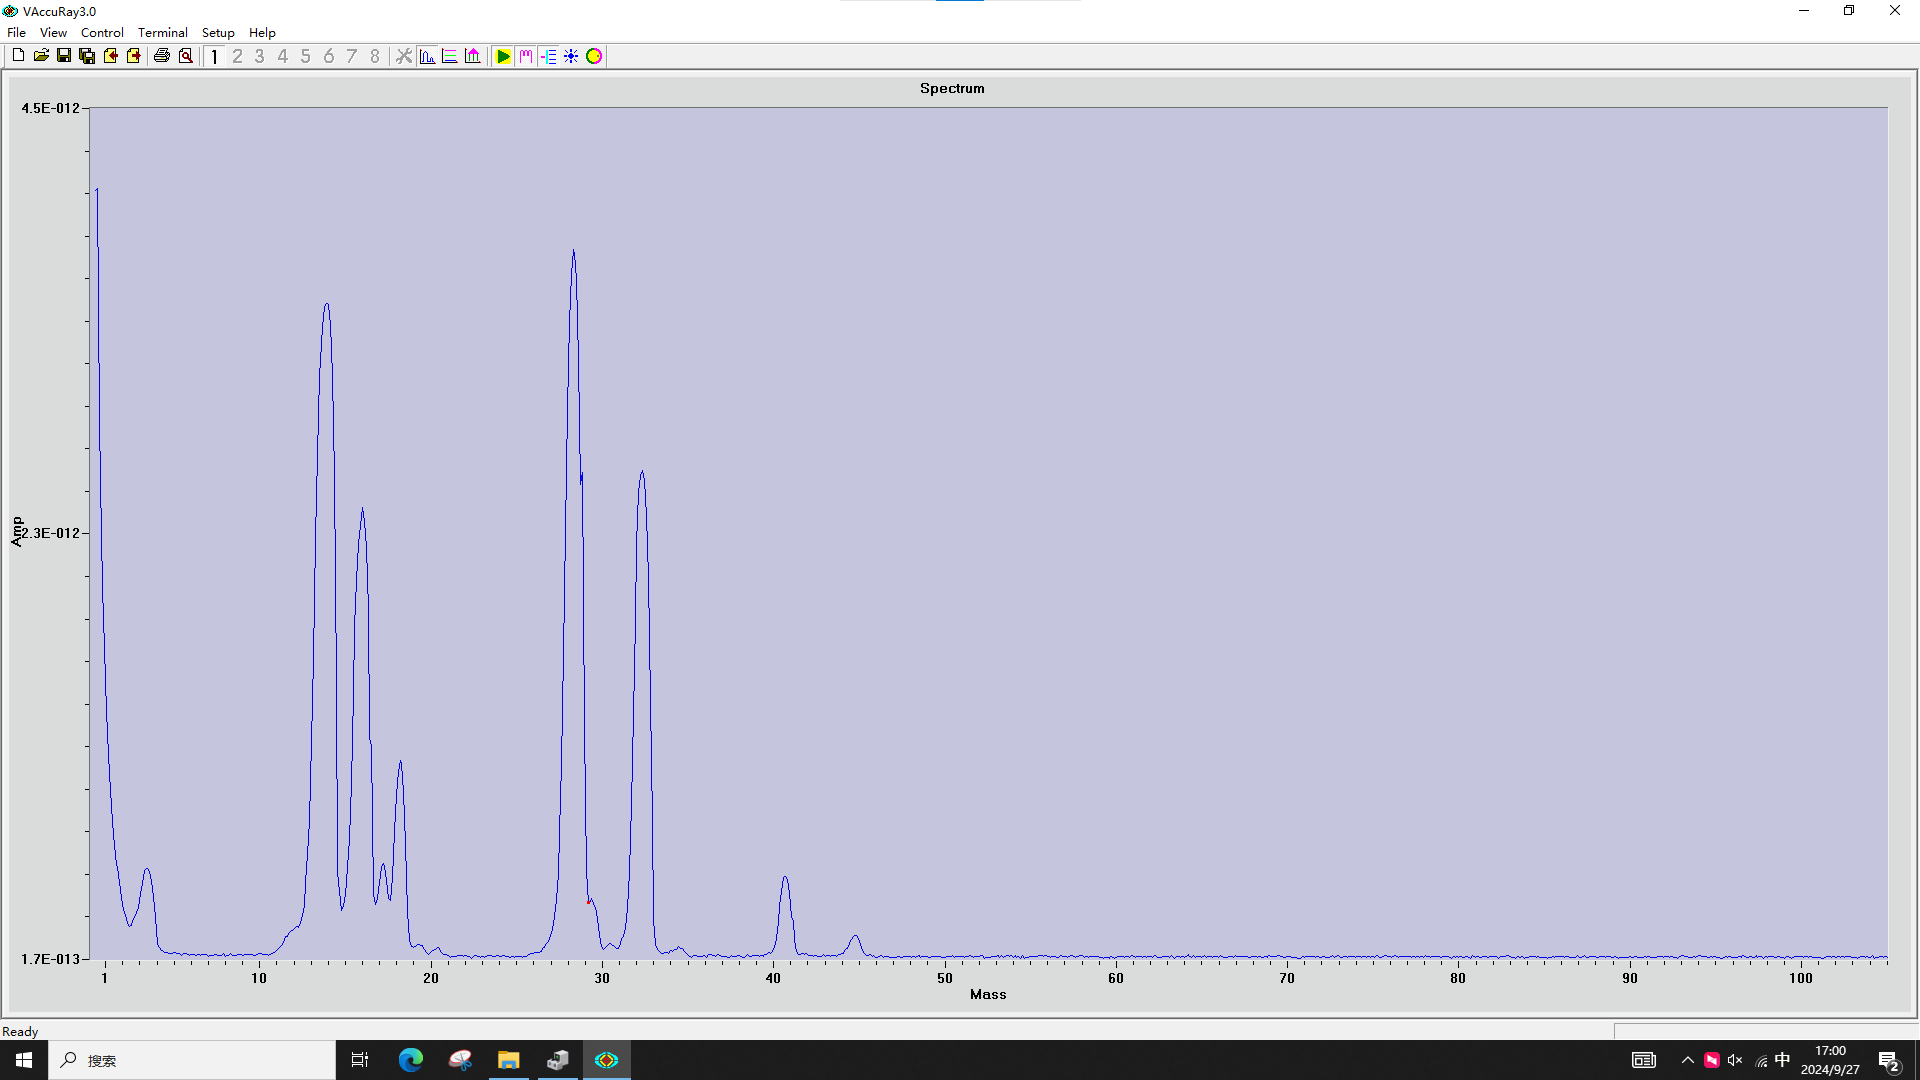 VAccuRay3.0
File View Control Terminal Setup Help
1 2 3 4 5 6 7 8
Spectrum
4.5E-012
2.3E-012
1.7E-013
Amp
1 10 20 30 40 50 60 70 80 90 100
Mass
Ready
搜索
中
17:00
2024/9/27
2